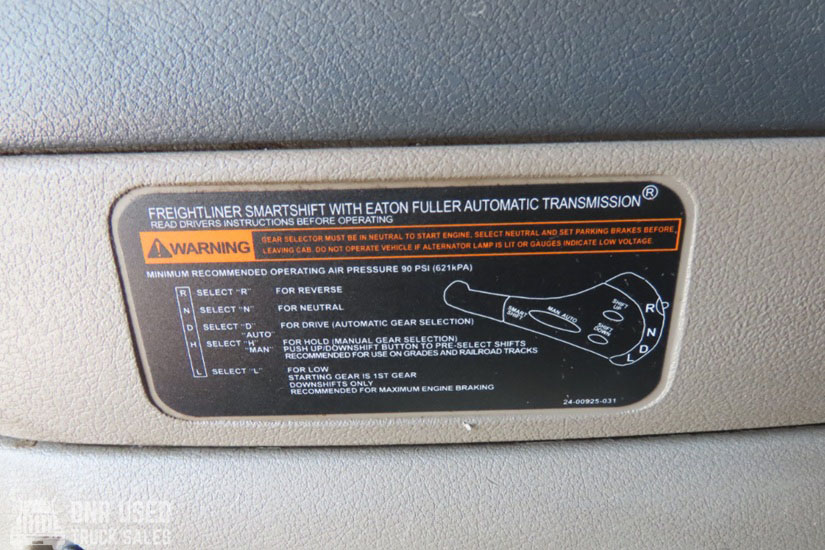 FREIGHTLINER SMARTSHIFT WITH EATON FULLER AUTOMATIC TRANSMISSION®
READ DRIVERS INSTRUCTIONS BEFORE OPERATING
WARNING
GEAR SELECTOR MUST BE IN NEUTRAL TO START ENGINE, SELECT NEUTRAL AND SET PARKING BRAKES BEFORE
LEAVING CAB. DO NOT OPERATE VEHICLE IF ALTERNATOR LAMP IS LIT OR GAUGES INDICATE LOW VOLTAGE.
MINIMUM RECOMMENDED OPERATING AIR PRESSURE 90 PSI (621kPA)
R SELECT "R" FOR REVERSE
N SELECT "N" FOR NEUTRAL
D SELECT "D" FOR DRIVE (AUTOMATIC GEAR SELECTION)
"AUTO"
H SELECT "H" FOR HOLD (MANUAL GEAR SELECTION)
"MAN" PUSH UP/DOWNSHIFT BUTTON TO PRE-SELECT SHIFTS
RECOMMENDED FOR USE ON GRADES AND RAILROAD TRACKS
L SELECT "L" FOR LOW
STARTING GEAR IS 1ST GEAR
DOWNSHIFTS ONLY
RECOMMENDED FOR MAXIMUM ENGINE BRAKING
SMART
SHIFT
MAN AUTO
SHIFT
UP
SHIFT
DOWN
R
N
D
L
24-00925-031
DNR USED
TRUCK SALES